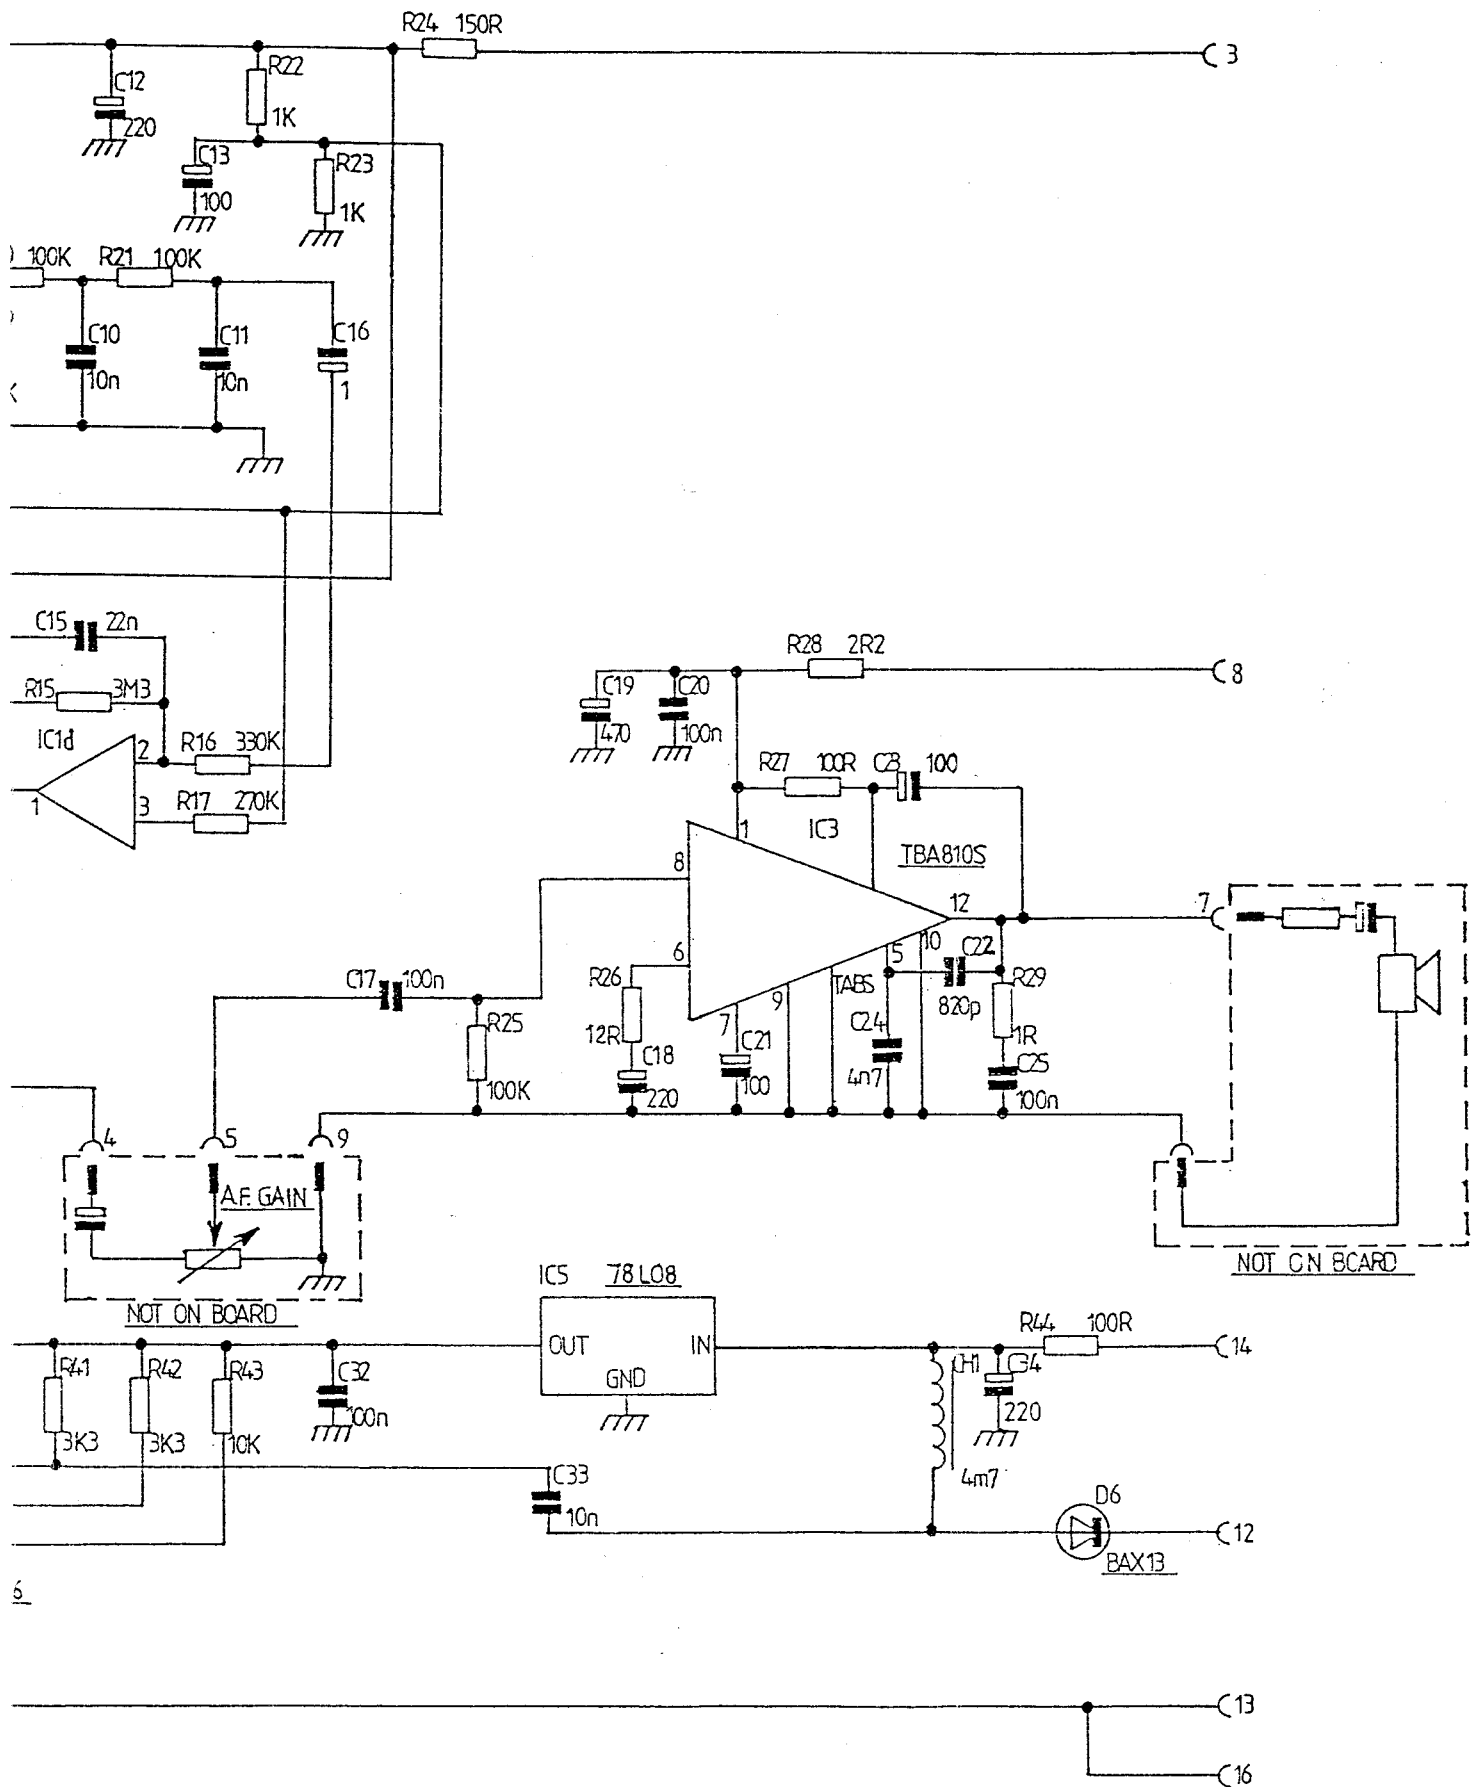 R24 150R
3
R22
C12
1K
220
C13
R23
100
1K
100K R21 100K
C10
C11
C16
10n
10n
1
K
C15 22n
R28 2R2
8
R15 3M3
C19
C20
470
100n
IC1d
2
R16 330K
R27 100R C23 100
1
3
R17 270K
1
IC3
TBA810S
8
12
7
10
6
5
C22
C17 100n
R26
TABS
R29
9
820p
R25
12R
7
C24
1R
C18
C21
C25
100K
220
100
4n7
100n
4
5
9
A.F. GAIN
NOT ON BOARD
NOT ON BOARD
IC5 78L08
R44 100R
OUT
IN
14
R41
R42
R43
C32
GND
CH1
C34
100n
220
3K3
3K3
10K
C33
4m7
10n
D6
12
BAX13
6
13
16